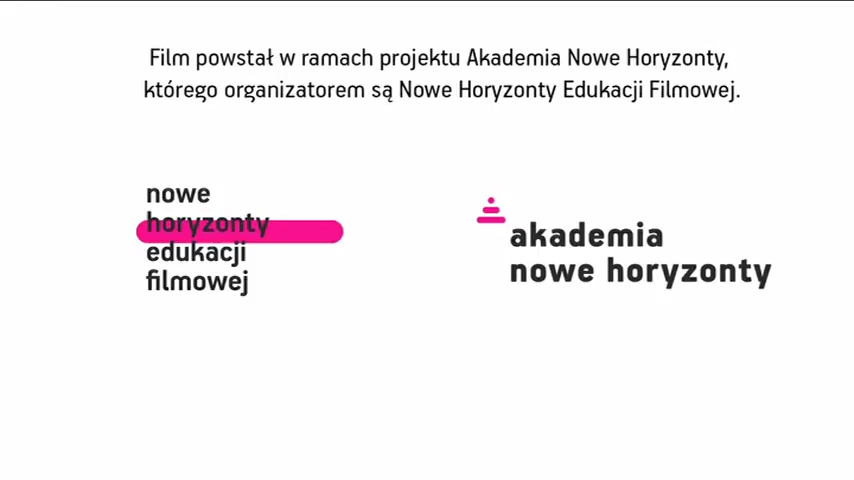 Film powstał w ramach projektu Akademia Nowe Horyzonty,
którego organizatorem są Nowe Horyzonty Edukacji Filmowej.
nowe
horyzonty
edukacji
filmowej
akademia
nowe horyzonty